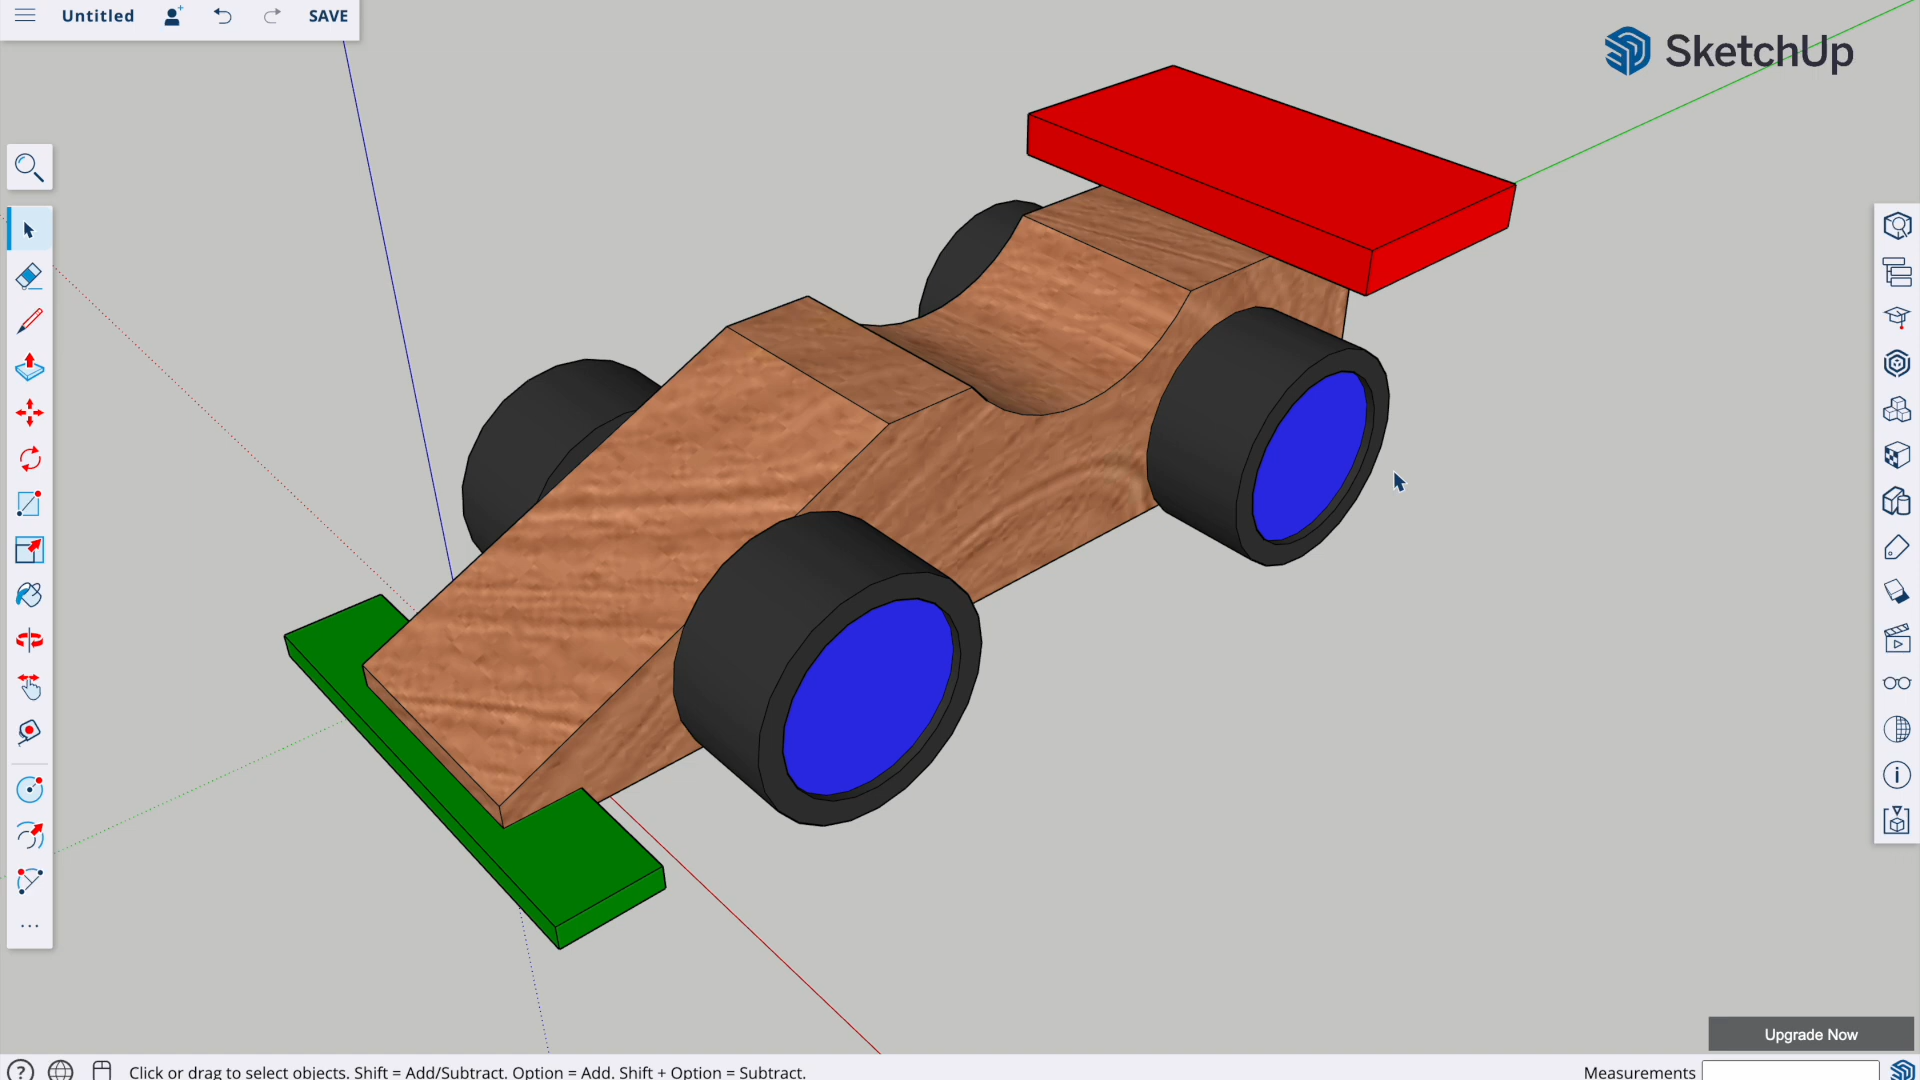 Untitled
SAVE
SketchUp
Upgrade Now
Click or drag to select objects. Shift = Add/Subtract. Option = Add. Shift + Option = Subtract.
Measurements